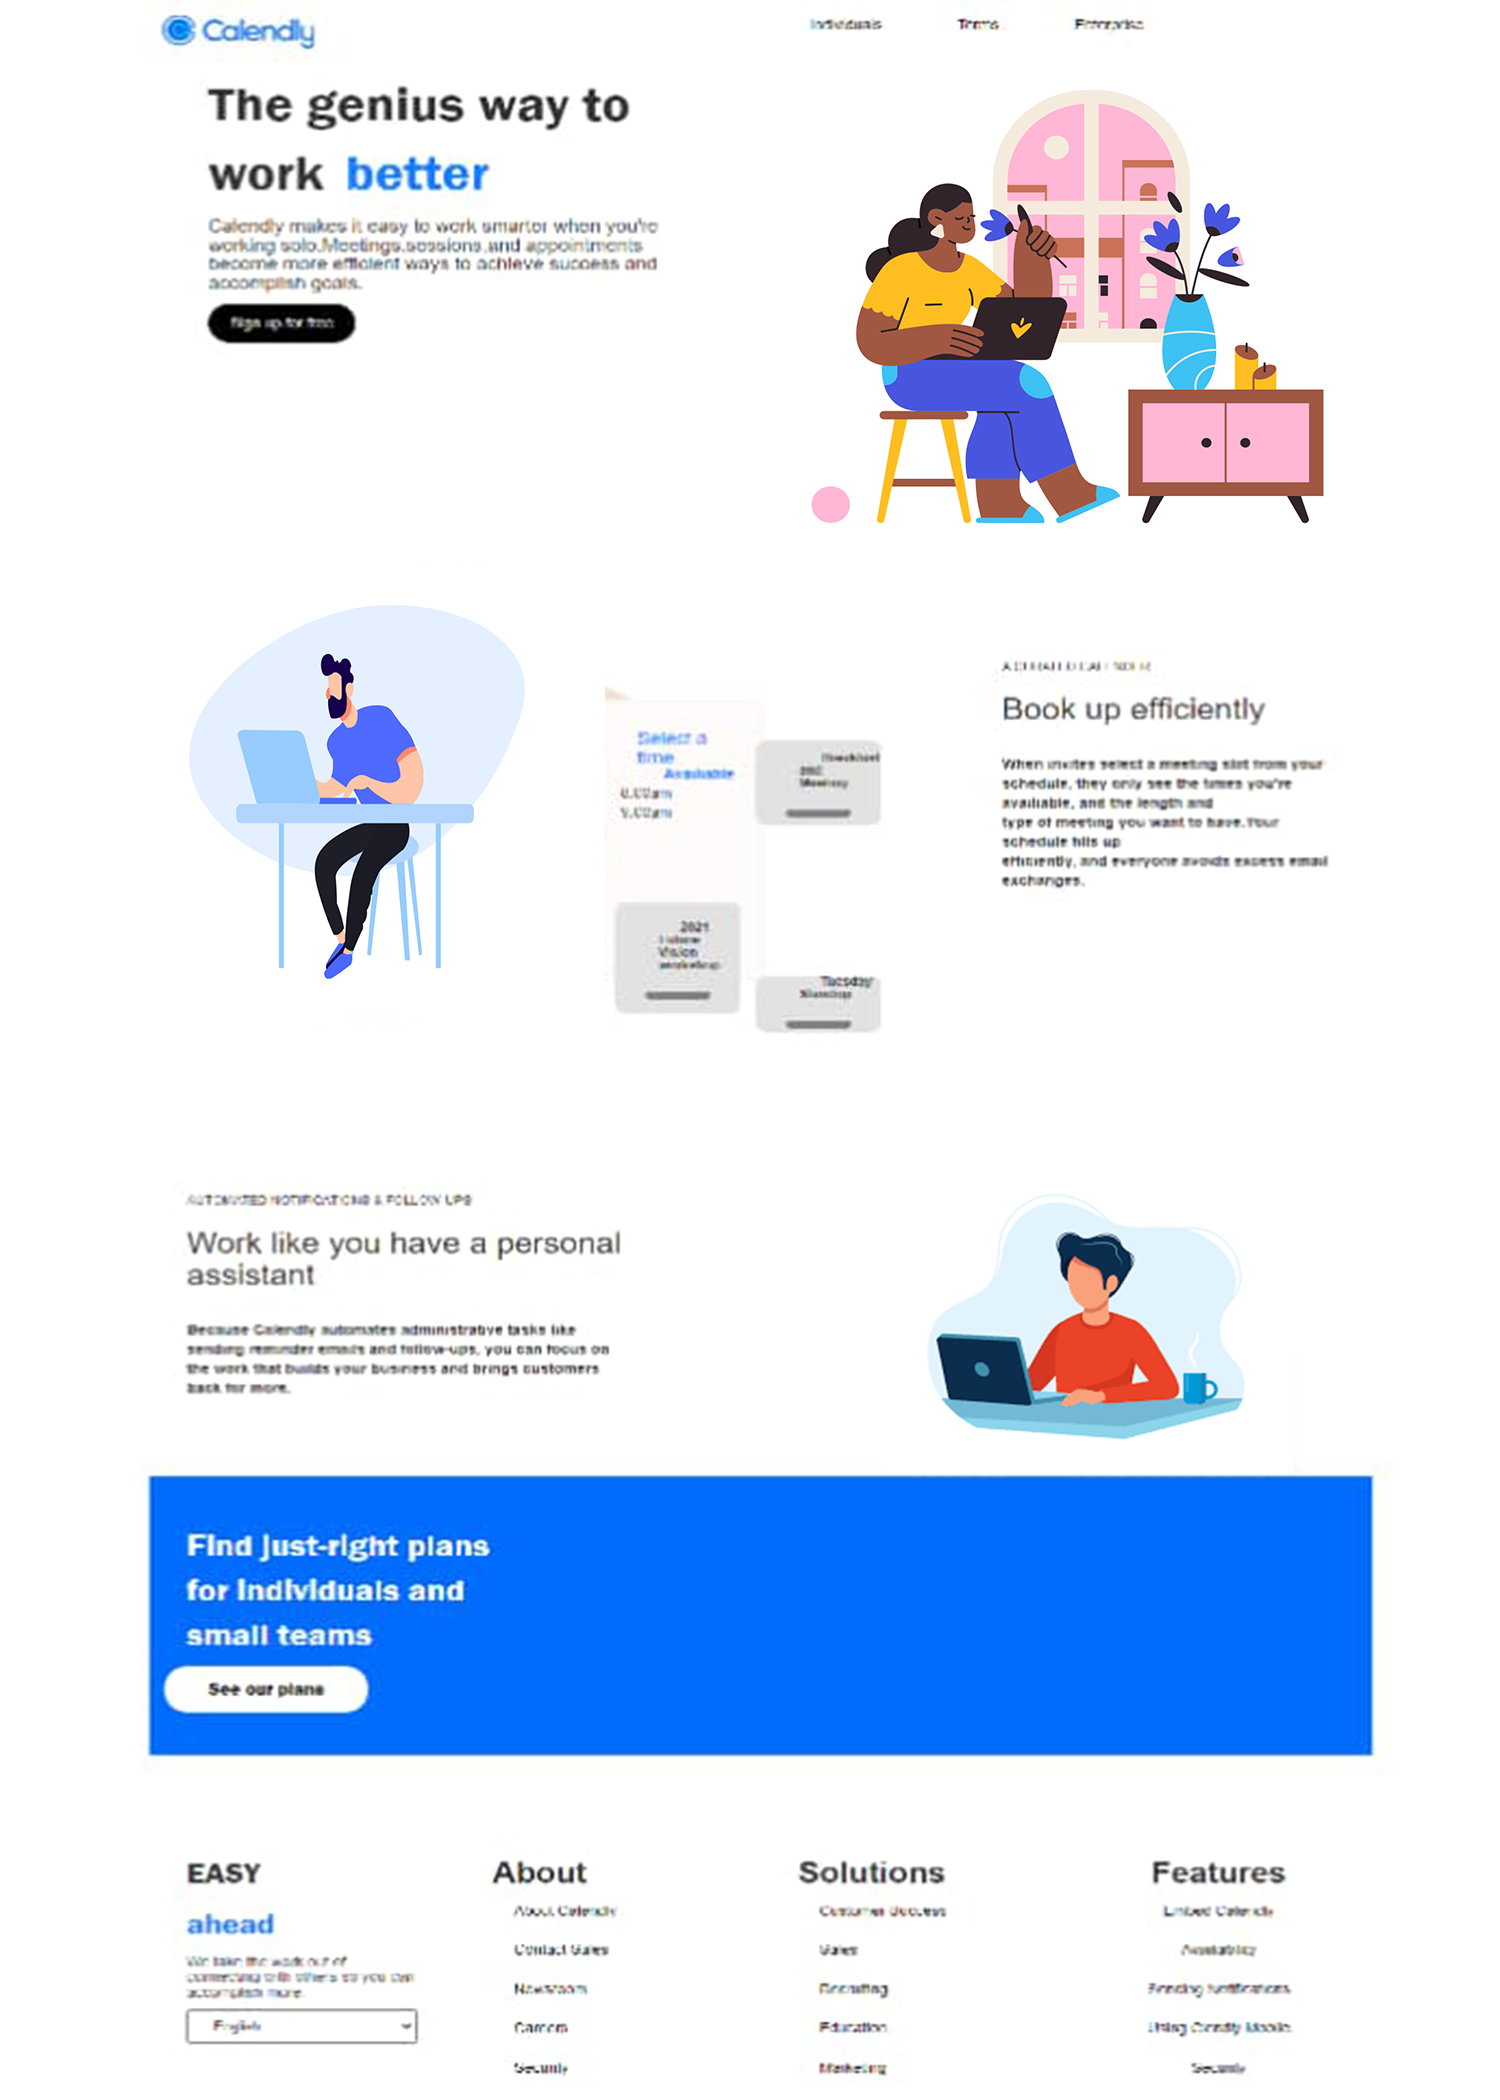 Calendly
Individuals Terms Enterprise
The genius way to
work better
Calendly makes it easy to work smarter when you're
working solo.Meetings,sessions,and appointments
become more efficient ways to achieve success and
accomplish goals.
Sign up for free
Select a
time
Available
9.00am
Meeting
2021
Vision
workshop
Tuesday
Standup
Book up efficiently
When invites select a meeting slot from your
schedule, they only see the times you're
available, and the length and
type of meeting you want to have.Your
schedule fills up
efficiently, and everyone avoids excess email
exchanges.
AUTOMATED NOTIFICATIONS & FOLLOW UPS
Work like you have a personal
assistant
Because Calendly automates administrative tasks like
sending reminder emails and follow-ups, you can focus on
the work that builds your business and brings customers
back for more.
Find just-right plans
for individuals and
small teams
See our plans
EASY
ahead
We take the work out of
connecting with others so you can
accomplish more.
English
About
About Calendly
Contact Sales
Newsroom
Careers
Security
Solutions
Customer Success
Sales
Recruiting
Education
Marketing
Features
Embed Calendly
Availability
Sending Notifications
Using Mobile
Security